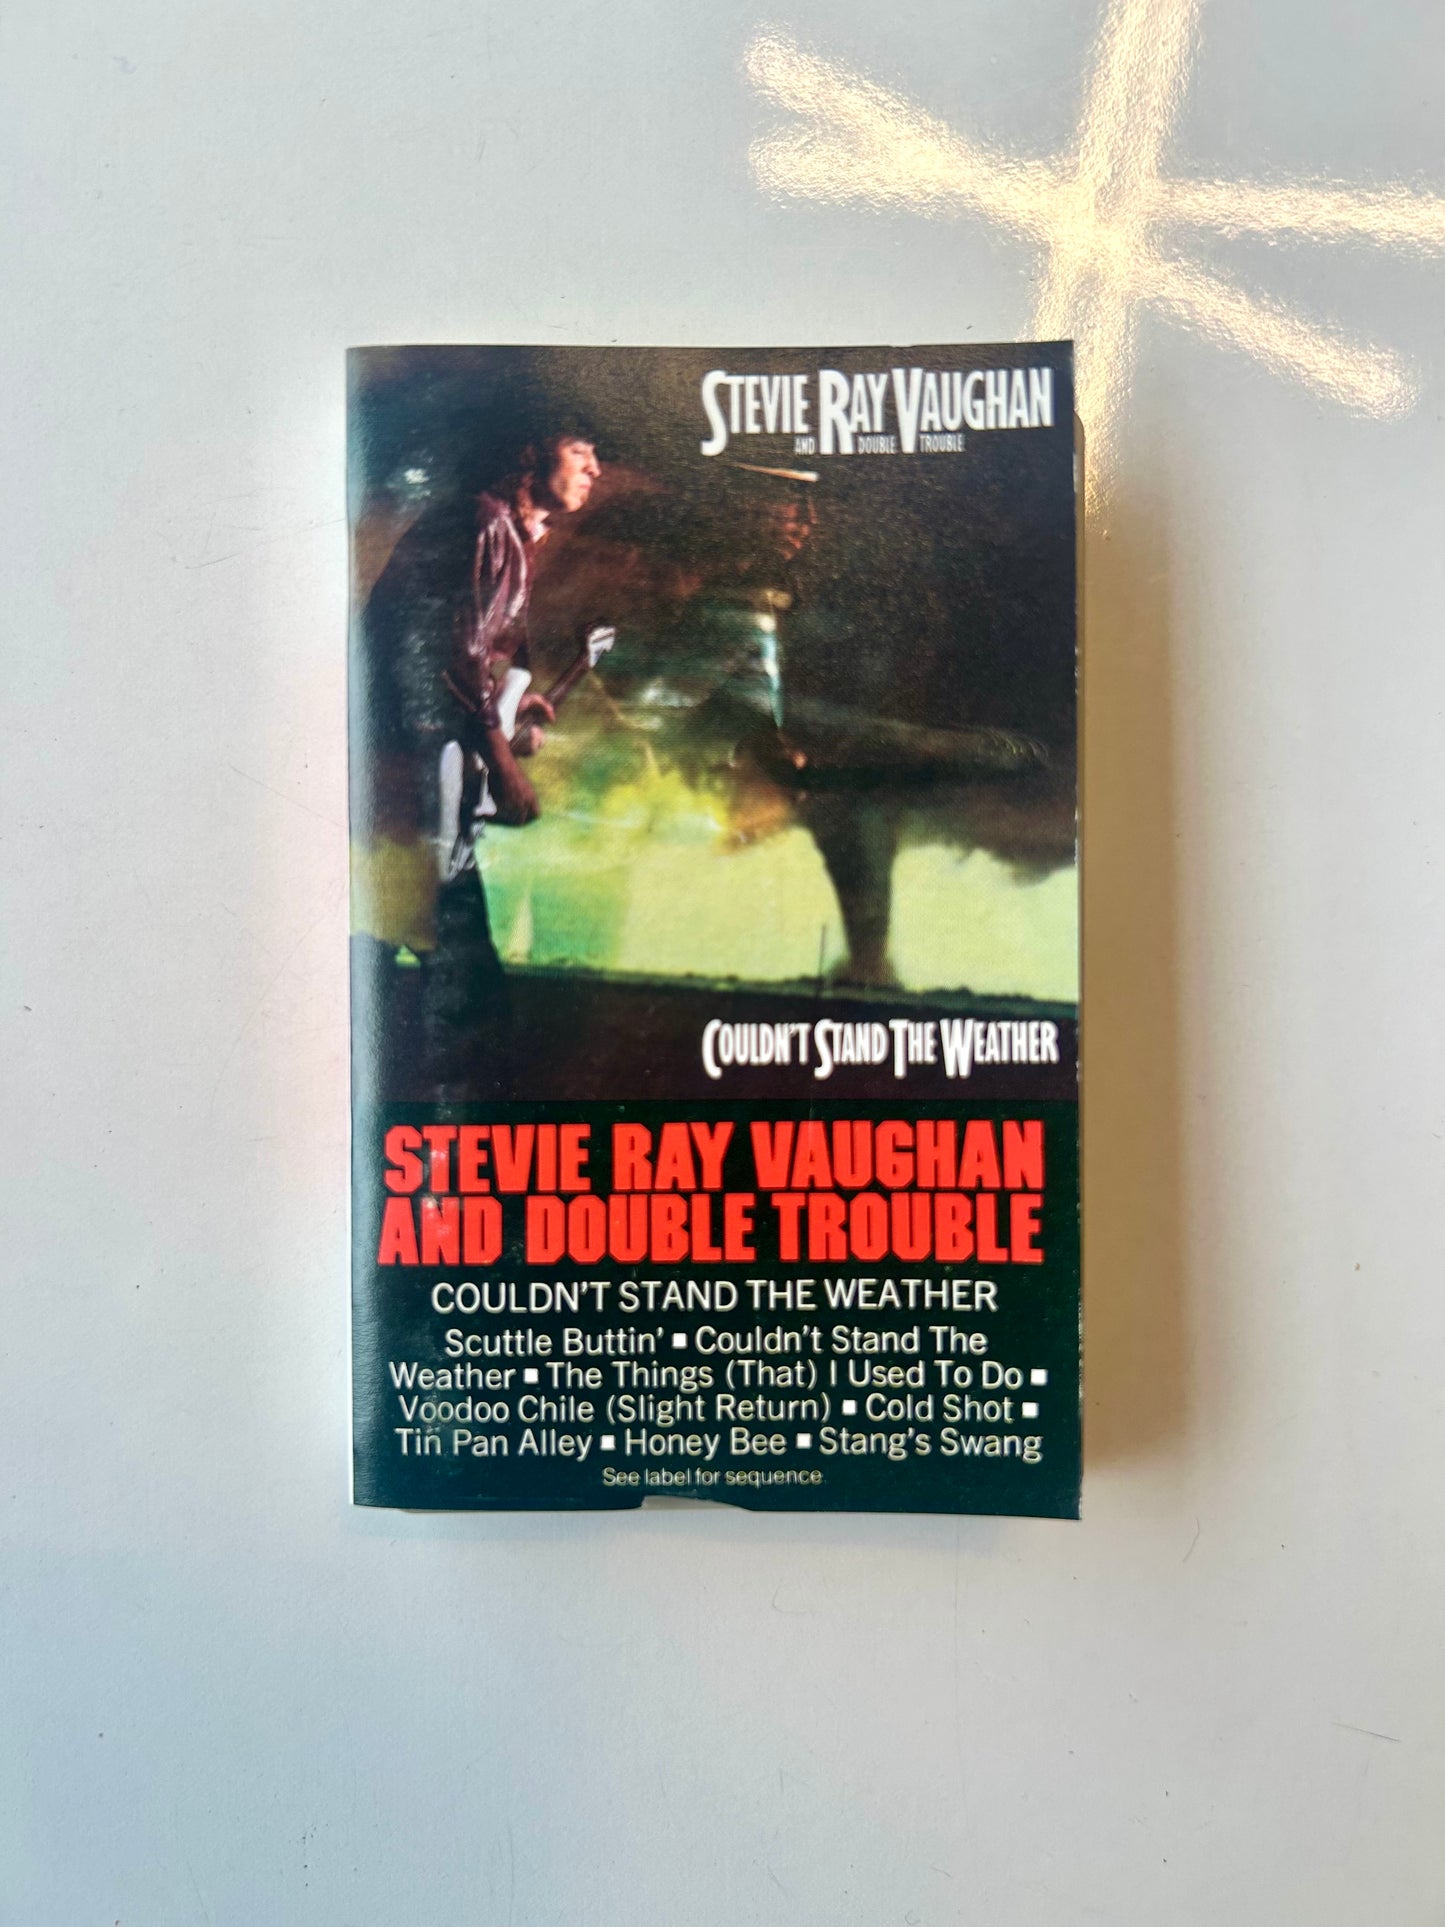 STEVIE RAY VAUGHAN
AND DOUBLE TROUBLE
COULDN'T STAND THE WEATHER
STEVIE RAY VAUGHAN
AND DOUBLE TROUBLE
COULDN'T STAND THE WEATHER
Scuttle Buttin' ▪ Couldn't Stand The
Weather ▪ The Things (That) I Used To Do ▪
Voodoo Chile (Slight Return) ▪ Cold Shot ▪
Tin Pan Alley ▪ Honey Bee ▪ Stang's Swang
See label for sequence.